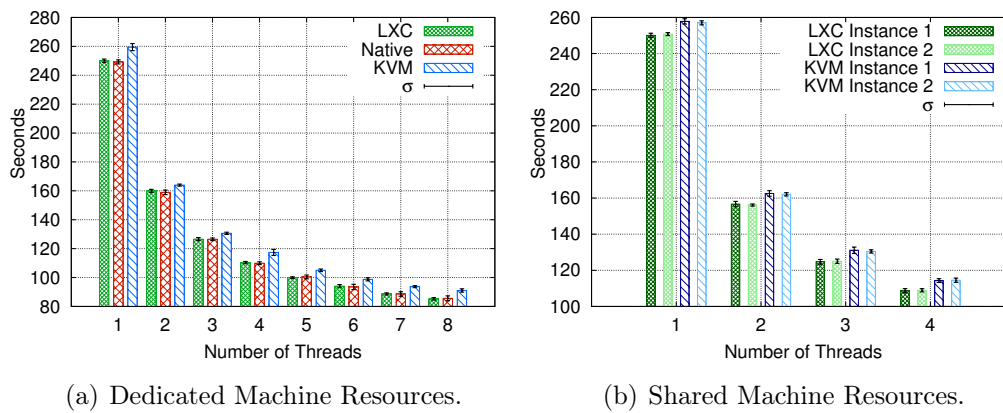 280
260
240
220
200
180
160
140
120
100
80
Seconds
1 2 3 4 5 6 7 8
Number of Threads
LXC
Native
KVM
σ
(a) Dedicated Machine Resources.
260
240
220
200
180
160
140
120
100
Seconds
1 2 3 4
Number of Threads
LXC Instance 1
LXC Instance 2
KVM Instance 1
KVM Instance 2
σ
(b) Shared Machine Resources.